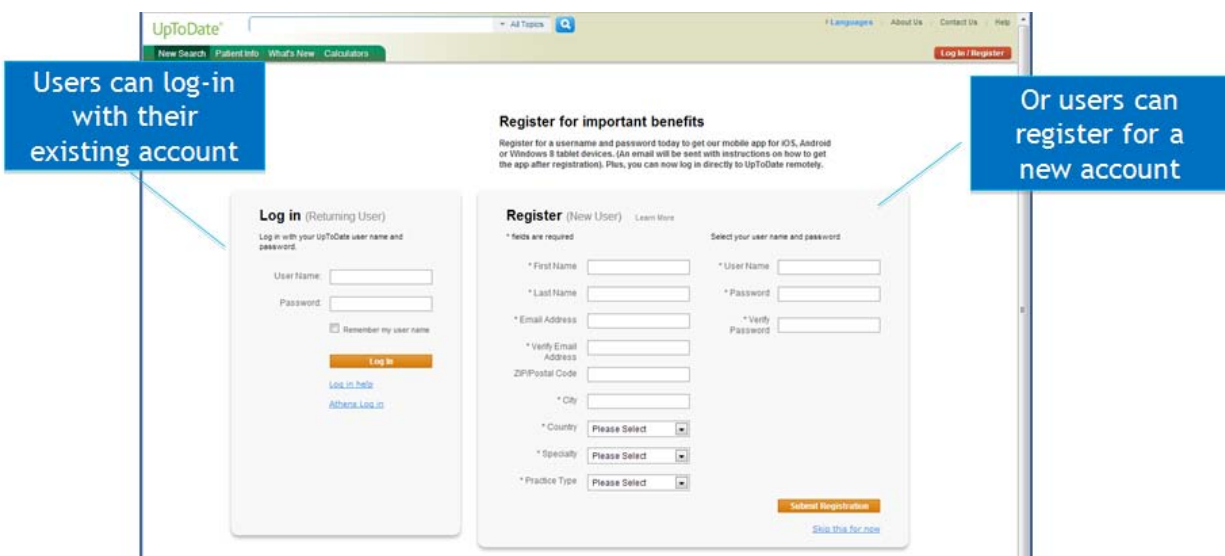 UpToDate®
All Topics
Languages About Us Contact Us Help
New Search Patient Info What's New Calculators
Log In / Register
Users can log-in
with their
existing account
Or users can
register for a
new account
Register for important benefits
Register for a username and password today to get our mobile app for iOS, Android
or Windows 8 tablet devices. (An email will be sent with instructions on how to get
the app after registration). Plus, you can now log in directly to UpToDate remotely.
Log in (Returning User)
Log in with your UpToDate user name and
password.
User Name:
Password:
Remember my user name
Log In
Log in help
Athens Log in
Register (New User) Learn More
* fields are required
* First Name
* Last Name
* Email Address
* Verify Email
Address
ZIP/Postal Code
* City
* Country Please Select
* Specialty Please Select
* Practice Type Please Select
Select your user name and password
* User Name
* Password
* Verify
Password
Submit Registration
Skip this for now